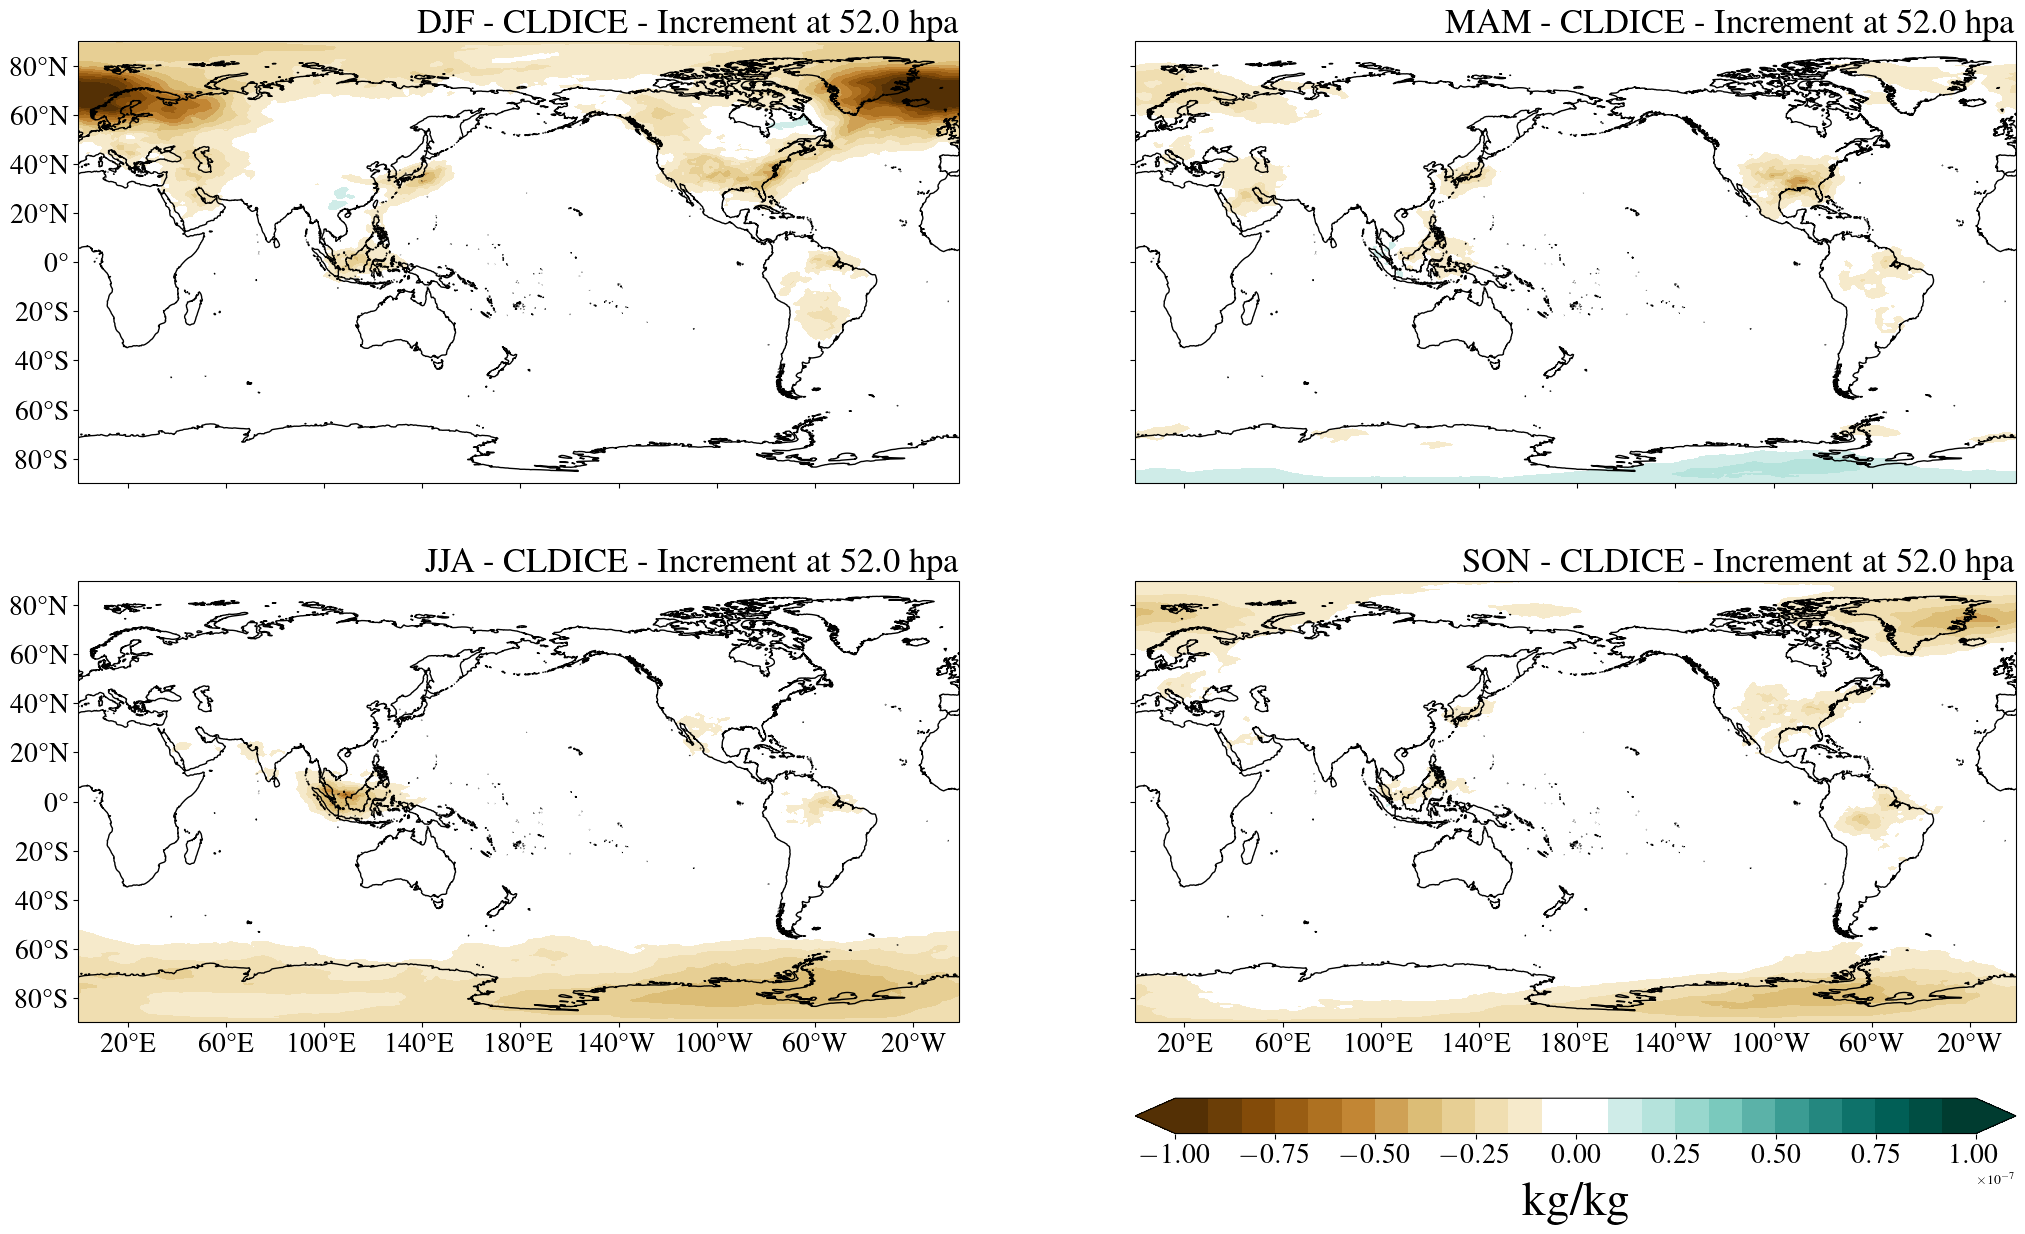 DJF - CLDICE - Increment at 52.0 hpa
MAM - CLDICE - Increment at 52.0 hpa
80°N
60°N
40°N
20°N
0°
20°S
40°S
60°S
80°S
JJA - CLDICE - Increment at 52.0 hpa
SON - CLDICE - Increment at 52.0 hpa
80°N
60°N
40°N
20°N
0°
20°S
40°S
60°S
80°S
20°E 60°E 100°E 140°E 180°E 140°W 100°W 60°W 20°W
20°E 60°E 100°E 140°E 180°E 140°W 100°W 60°W 20°W
−1.00 −0.75 −0.50 −0.25 0.00 0.25 0.50 0.75 1.00
×10⁻⁷
kg/kg